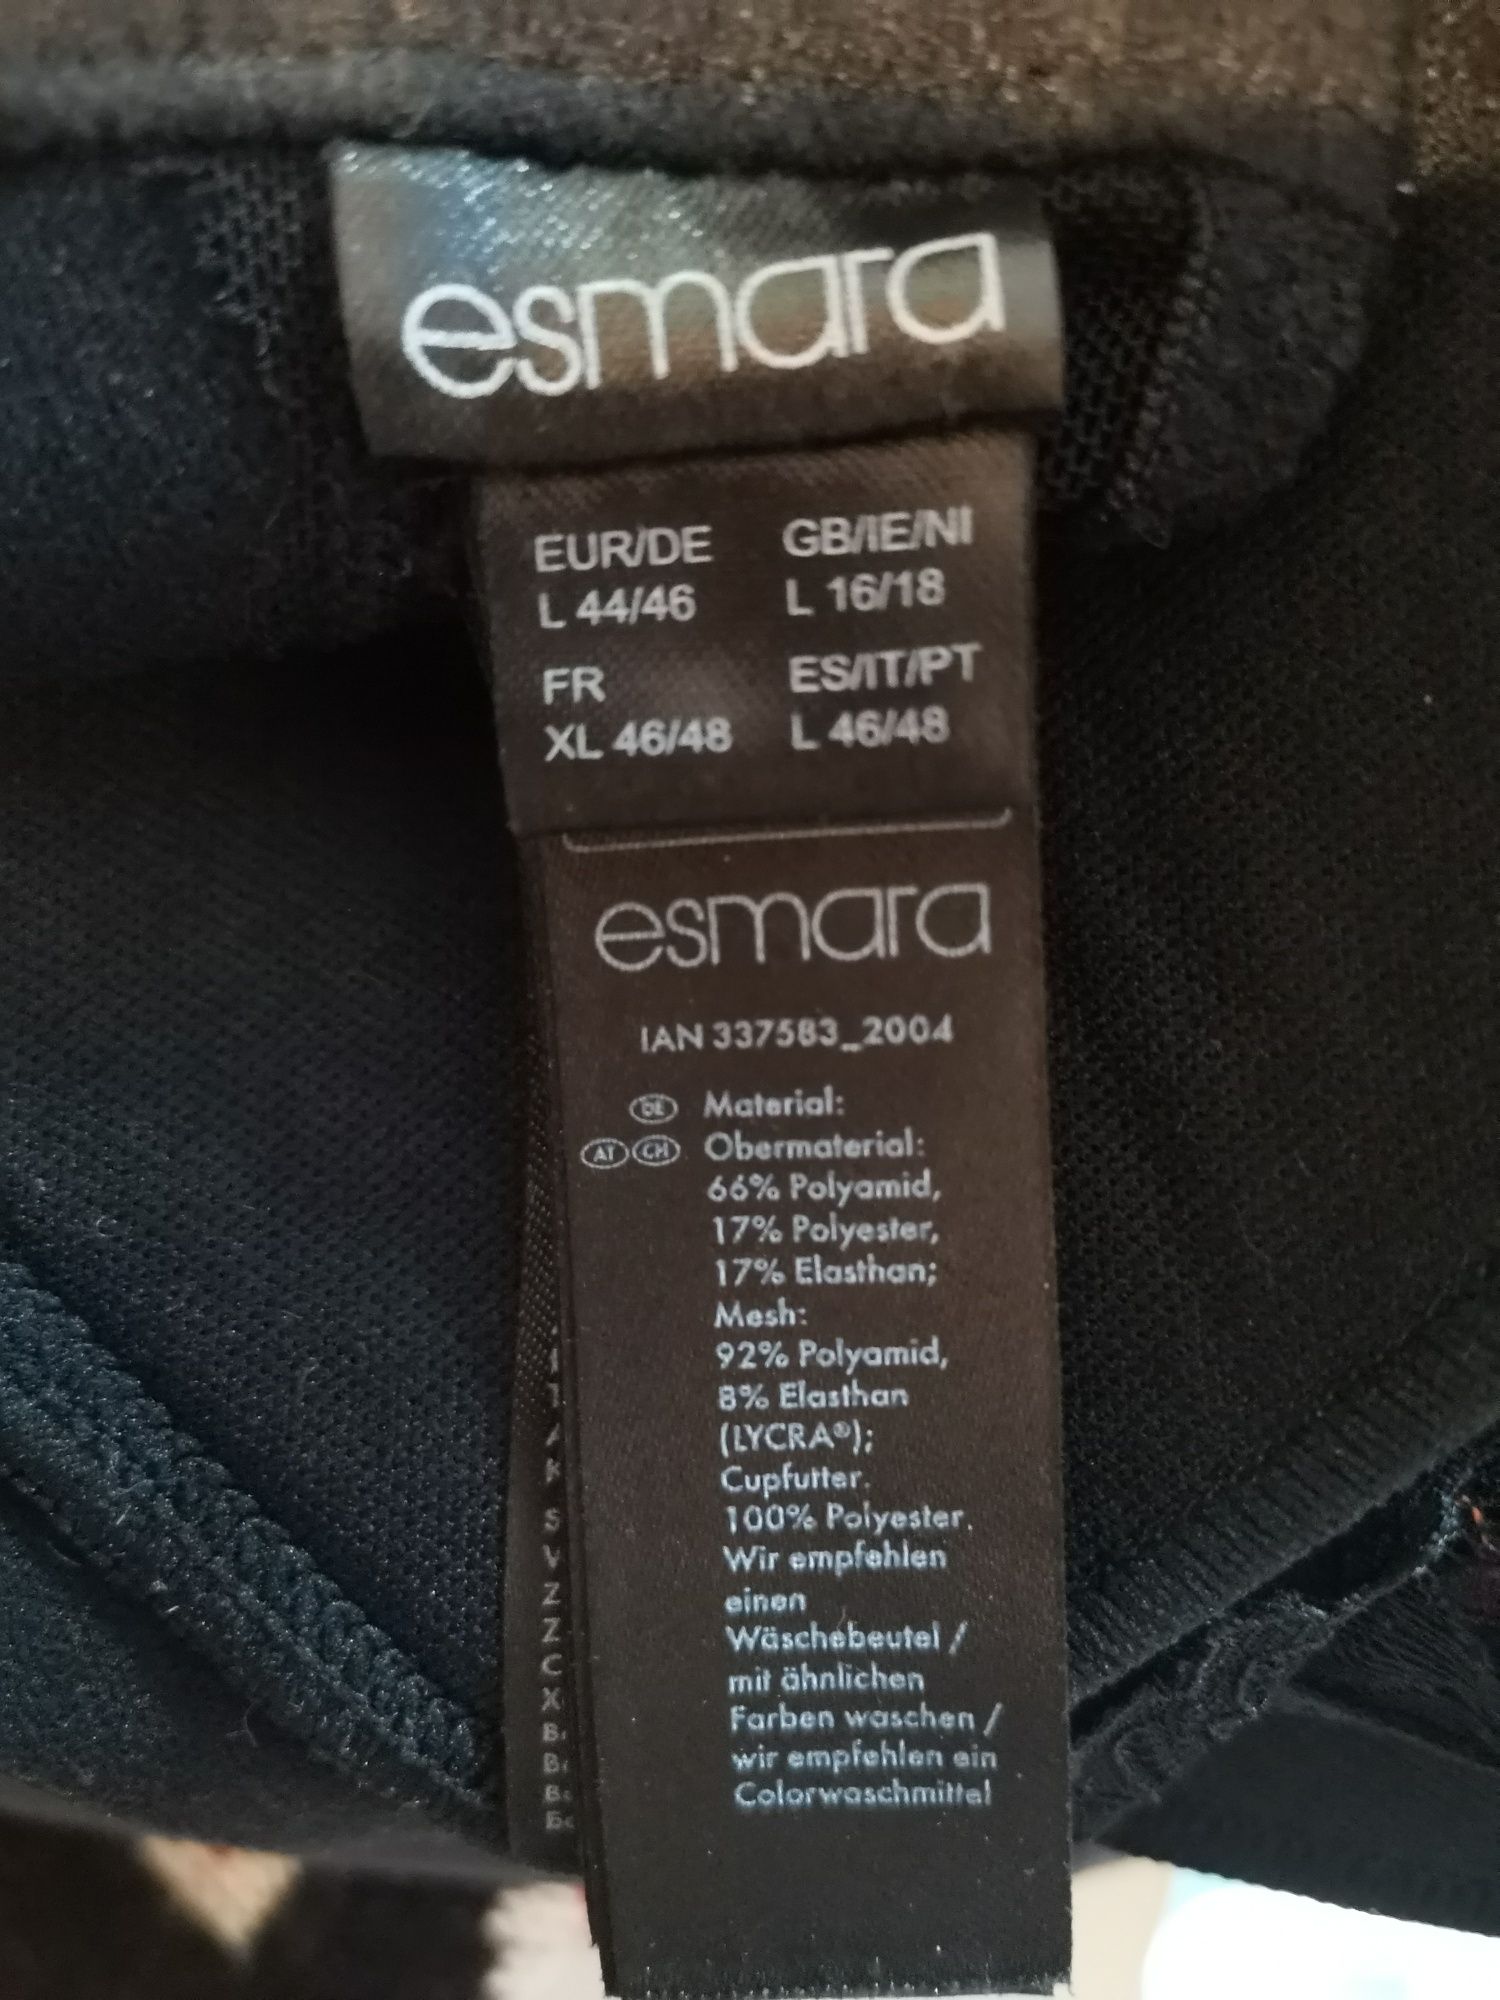 esmara
EUR/DE GB/IE/NI
L 44/46 L 16/18
FR ES/IT/PT
XL 46/48 L 46/48
esmara
IAN 337583_2004
DE Material:
AT CH Obermaterial:
66% Polyamid,
17% Polyester,
17% Elasthan;
Mesh:
92% Polyamid,
8% Elasthan
(LYCRA®);
Cupfutter:
100% Polyester.
Wir empfehlen
einen
Wäschebeutel /
mit ähnlichen
Farben waschen /
wir empfehlen ein
Colorwaschmittel